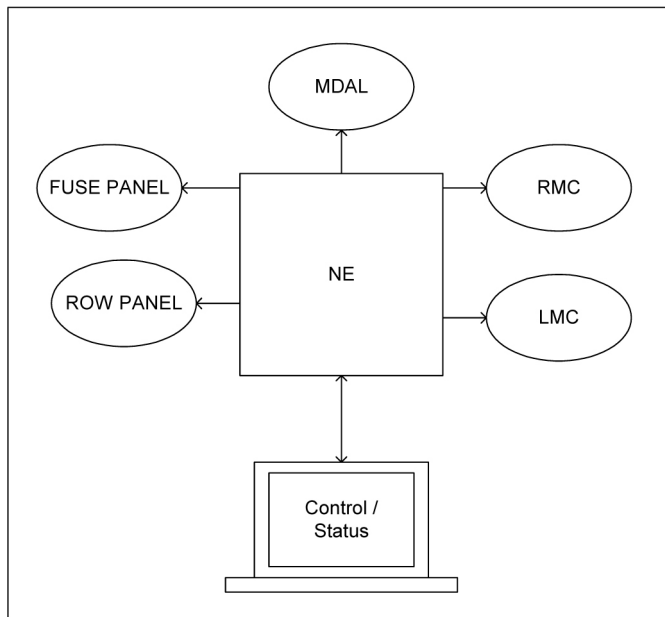 MDAL
FUSE PANEL
RMC
NE
ROW PANEL
LMC
Control /
Status